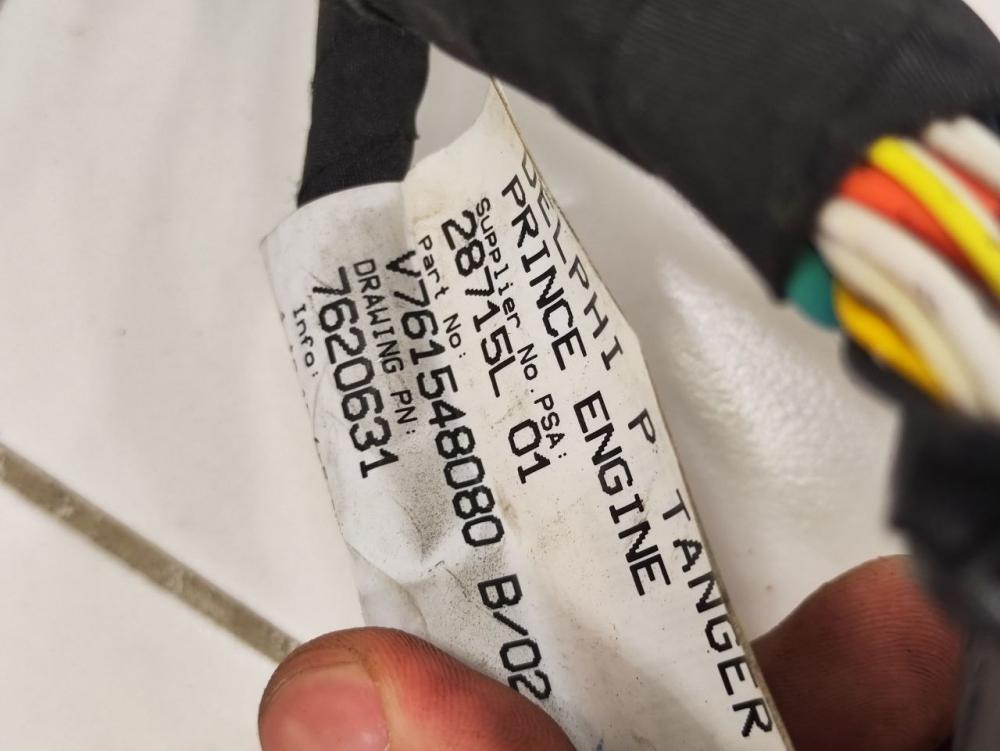 DELPHI P TANGER
PRINCE ENGINE
Supplier No.PSA:
28715L 01
Part No:
V761548080 B/02
DRAWING PN:
7620631
Info: